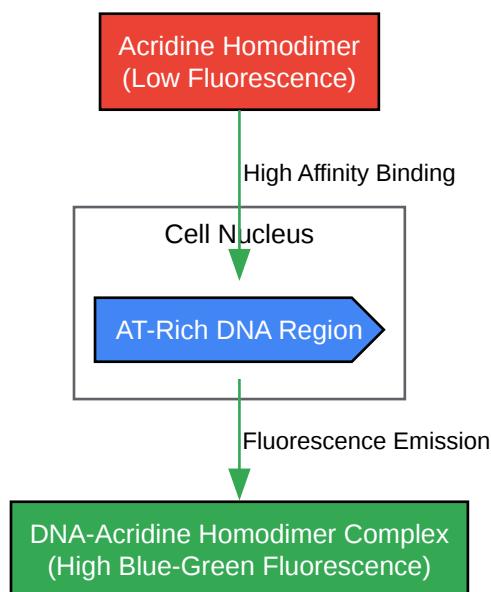 Acridine Homodimer
(Low Fluorescence)
High Affinity Binding
Cell Nucleus
AT-Rich DNA Region
Fluorescence Emission
DNA-Acridine Homodimer Complex
(High Blue-Green Fluorescence)